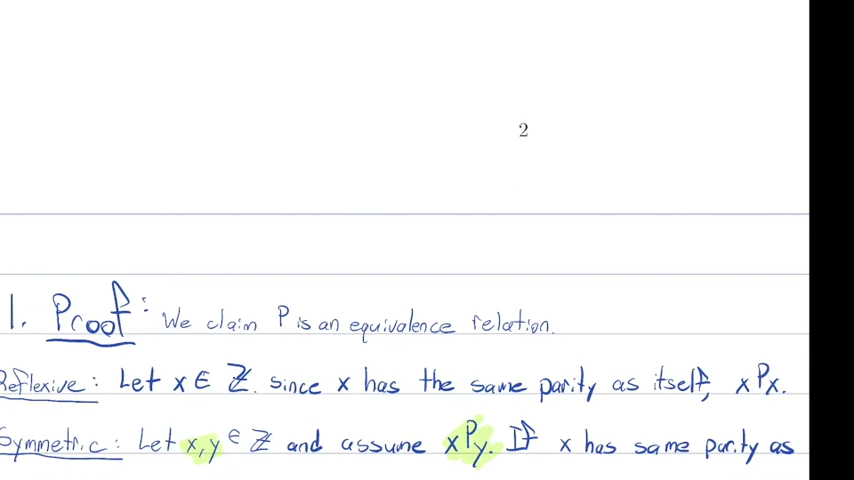 2
1. Proof: We claim P is an equivalence relation.
Reflexive: Let x ∈ ℤ. since x has the same parity as itself, xPx.
Symmetric: Let x, y ∈ ℤ and assume xPy. If x has same parity as